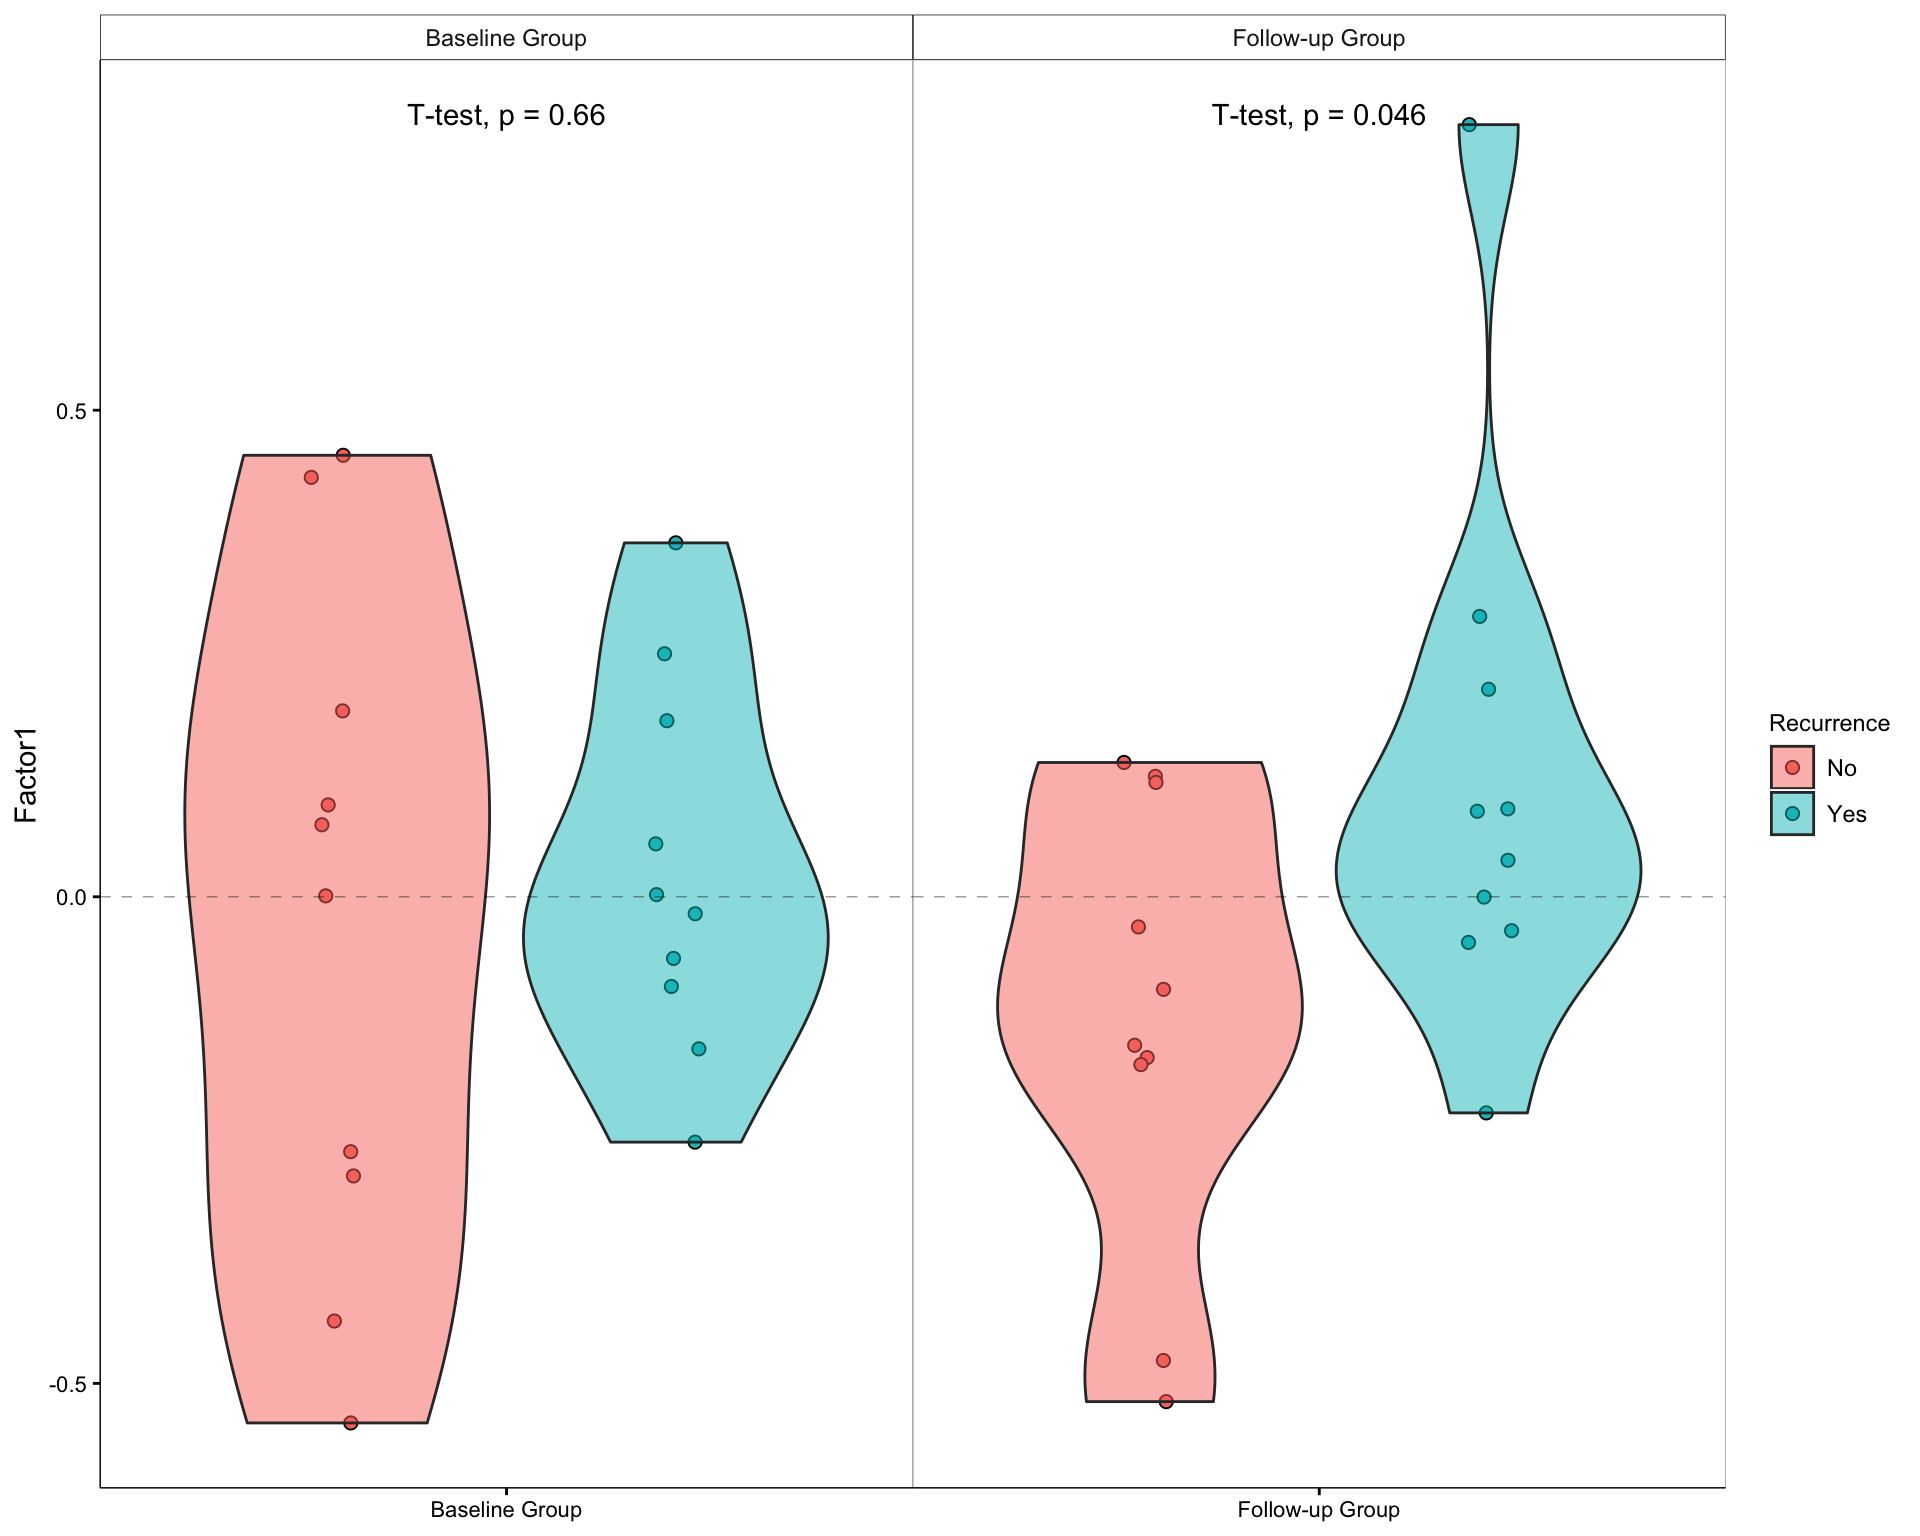 Baseline Group
Follow-up Group
T-test, p = 0.66
T-test, p = 0.046
Factor1
0.5
0.0
-0.5
Baseline Group
Follow-up Group
Recurrence
No
Yes